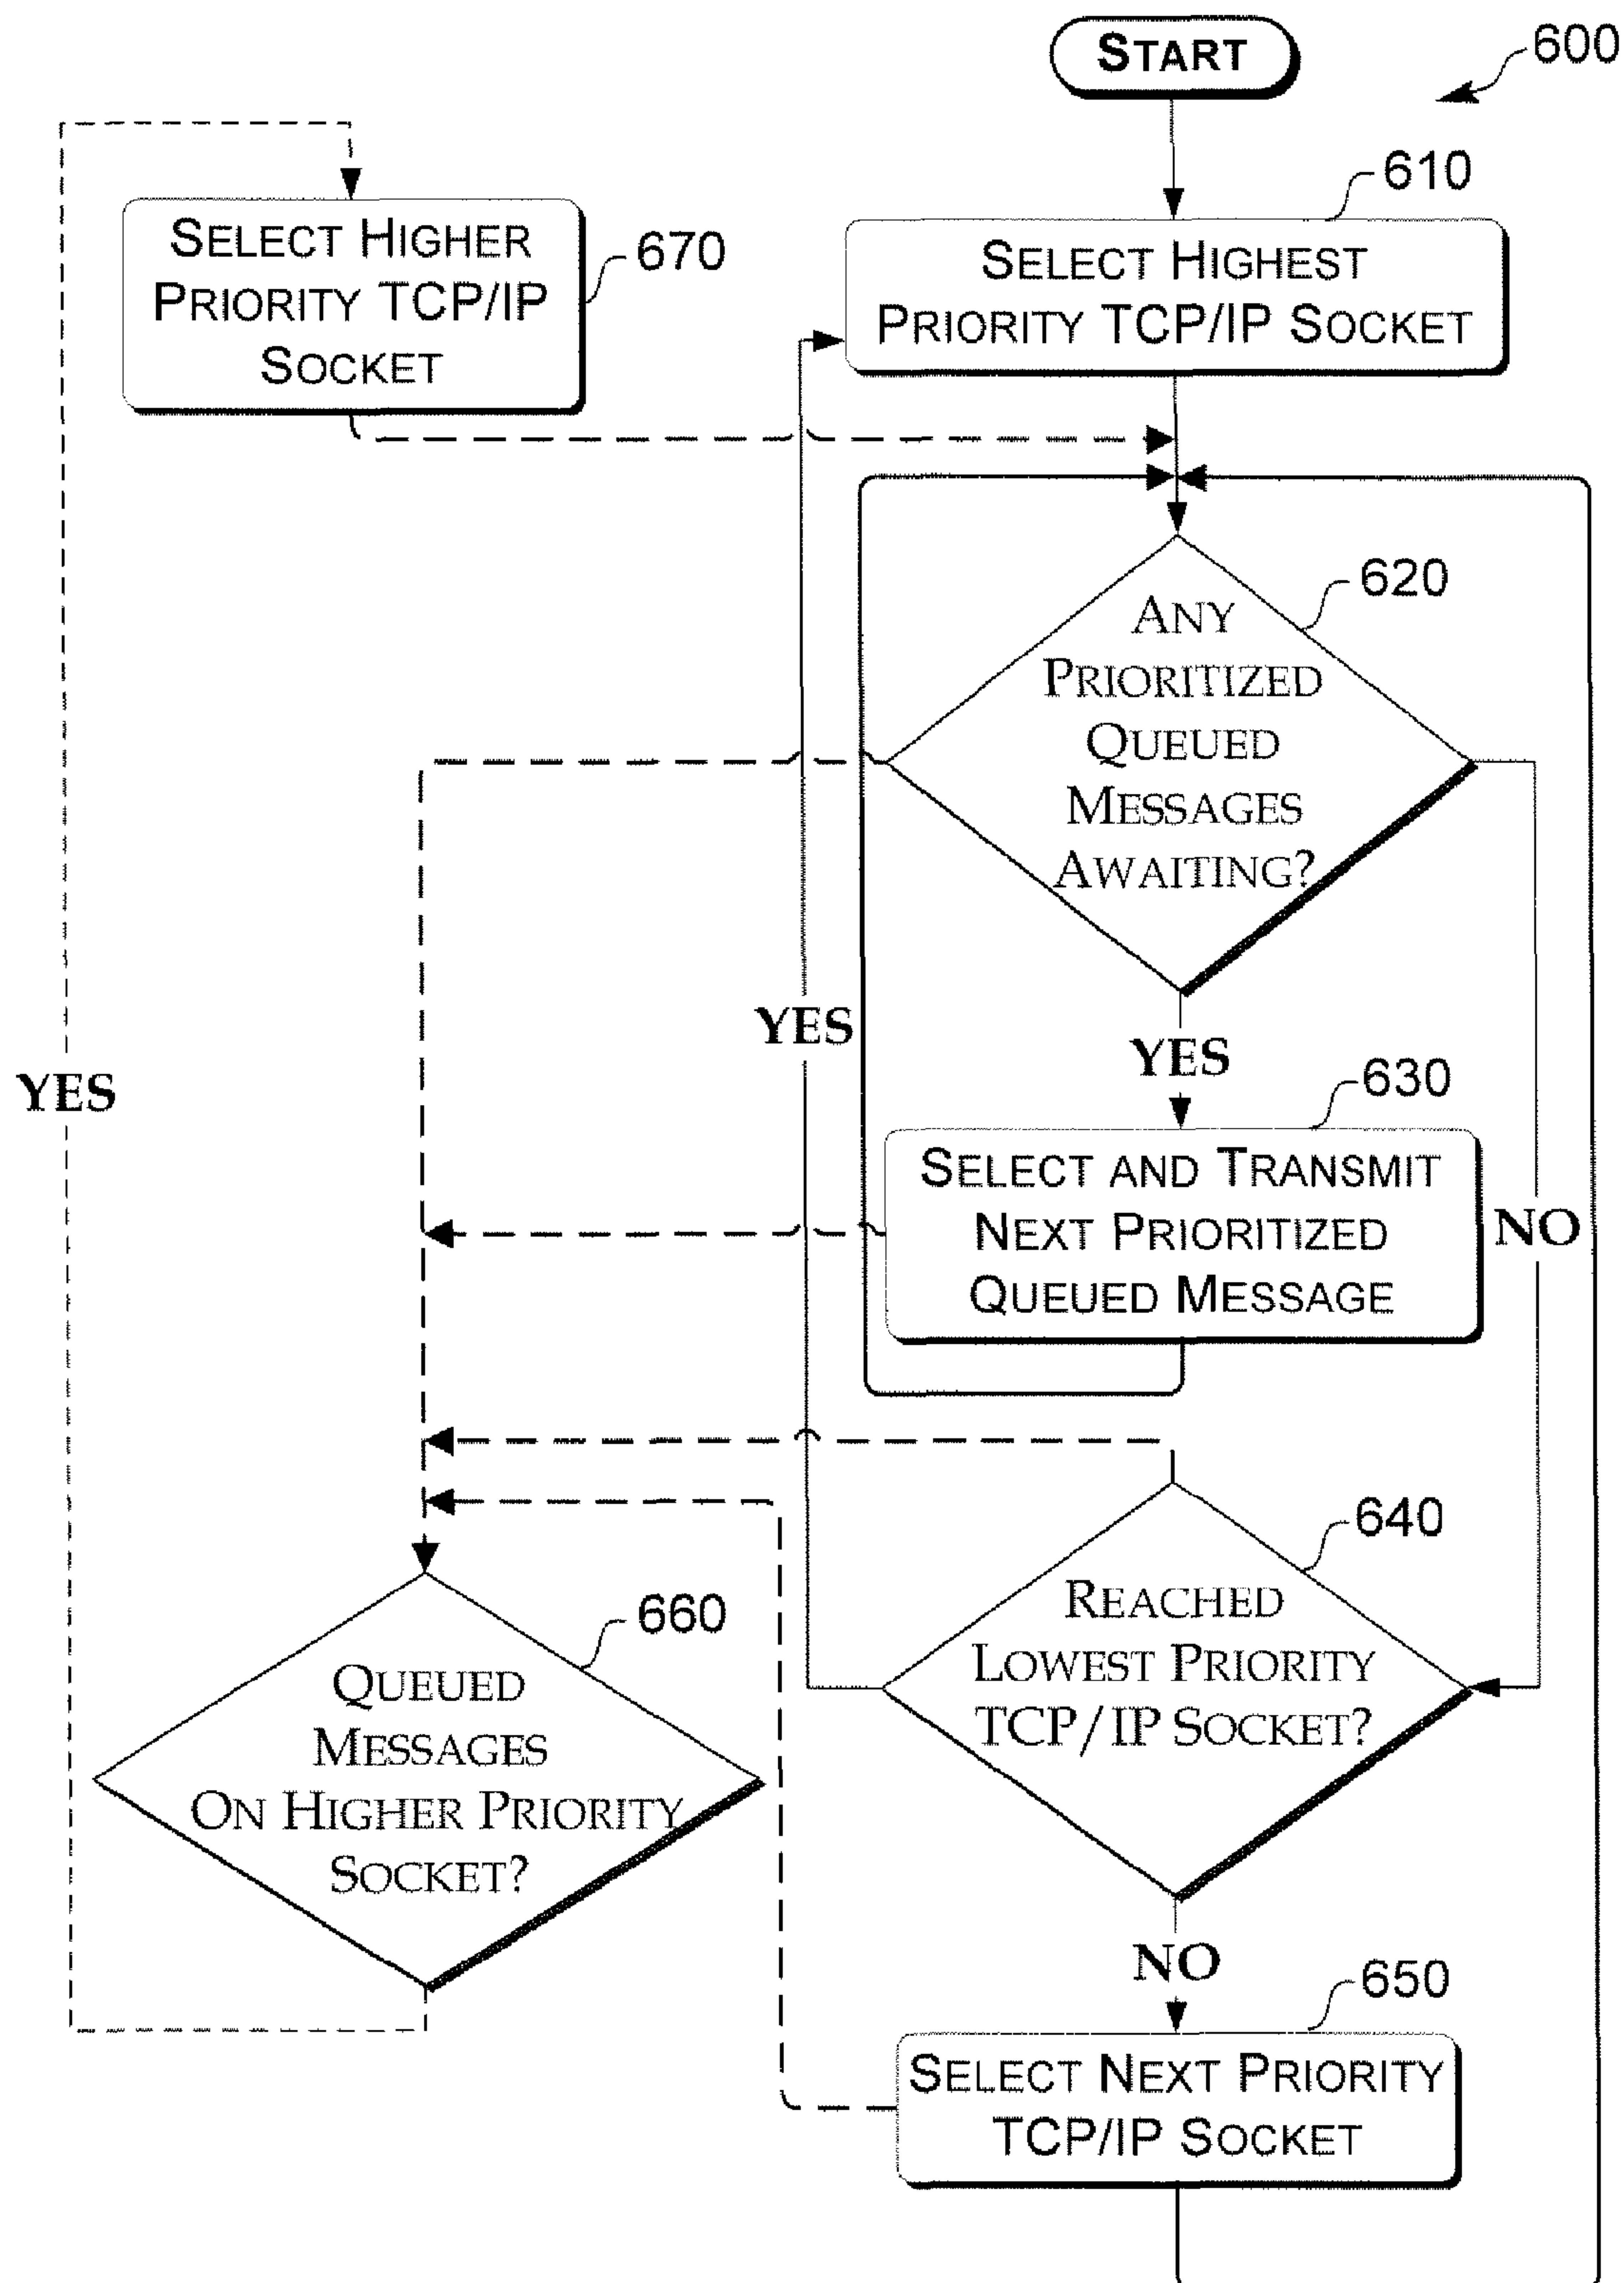 START
600
610
SELECT HIGHEST
PRIORITY TCP/IP SOCKET
SELECT HIGHER
PRIORITY TCP/IP
SOCKET
670
620
ANY
PRIORITIZED
QUEUED
MESSAGES
AWAITING?
YES
YES
YES
NO
630
SELECT AND TRANSMIT
NEXT PRIORITIZED
QUEUED MESSAGE
640
REACHED
LOWEST PRIORITY
TCP/IP SOCKET?
660
QUEUED
MESSAGES
ON HIGHER PRIORITY
SOCKET?
NO
650
SELECT NEXT PRIORITY
TCP/IP SOCKET